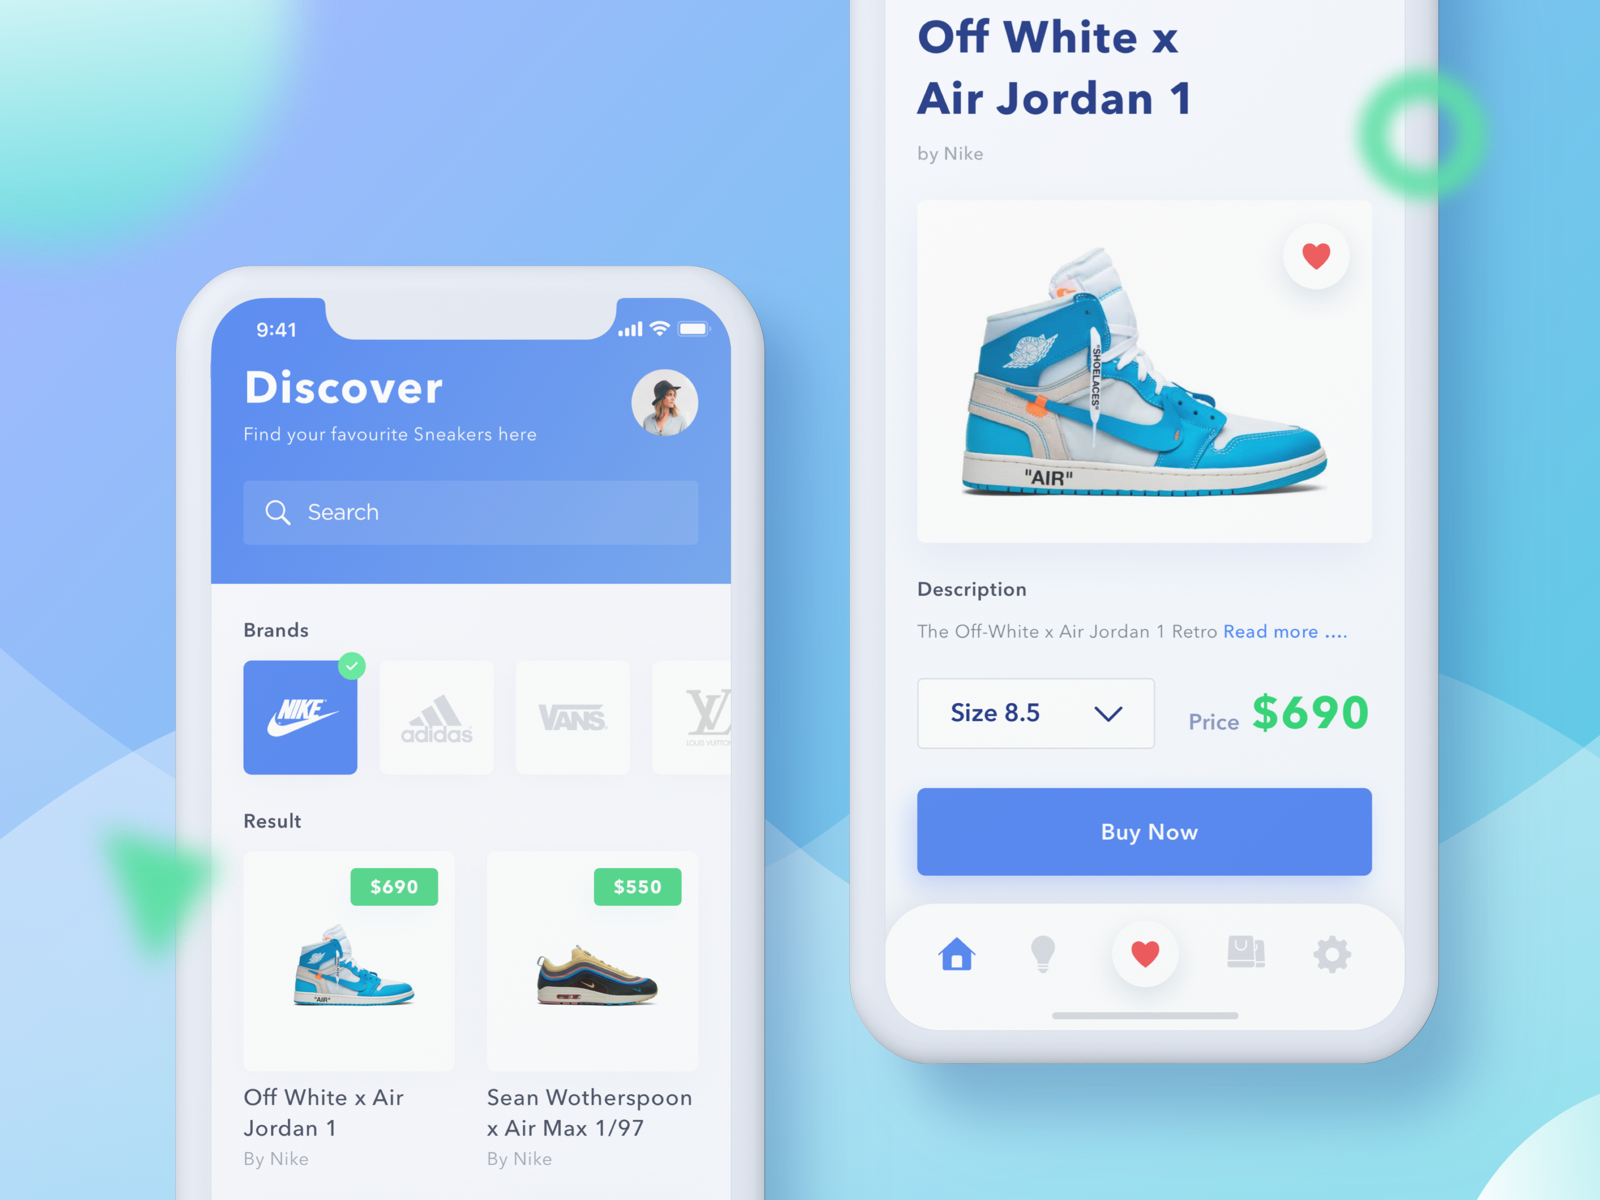 9:41
Discover
Find your favourite Sneakers here
Search
Brands
NIKE
adidas
VANS
LV
LOUIS VUITTON
Result
$690
"AIR"
$550
Off White x Air
Jordan 1
By Nike
Sean Wotherspoon
x Air Max 1/97
By Nike
Off White x
Air Jordan 1
by Nike
"SHOELACES"
"AIR"
Description
The Off-White x Air Jordan 1 Retro Read more ....
Size 8.5
Price $690
Buy Now